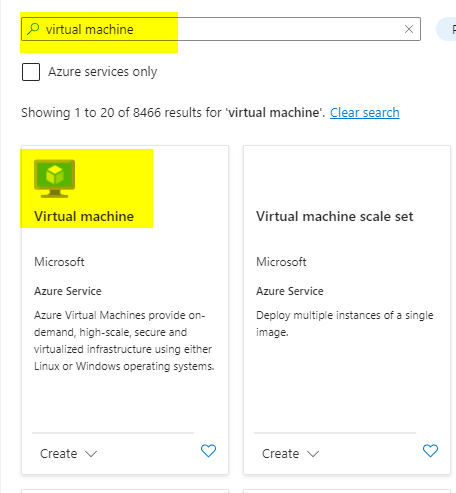 virtual machine
Azure services only
Showing 1 to 20 of 8466 results for 'virtual machine'. Clear search
Virtual machine
Microsoft
Azure Service
Azure Virtual Machines provide on-
demand, high-scale, secure and
virtualized infrastructure using either
Linux or Windows operating systems.
Create
Virtual machine scale set
Microsoft
Azure Service
Deploy multiple instances of a single
image.
Create